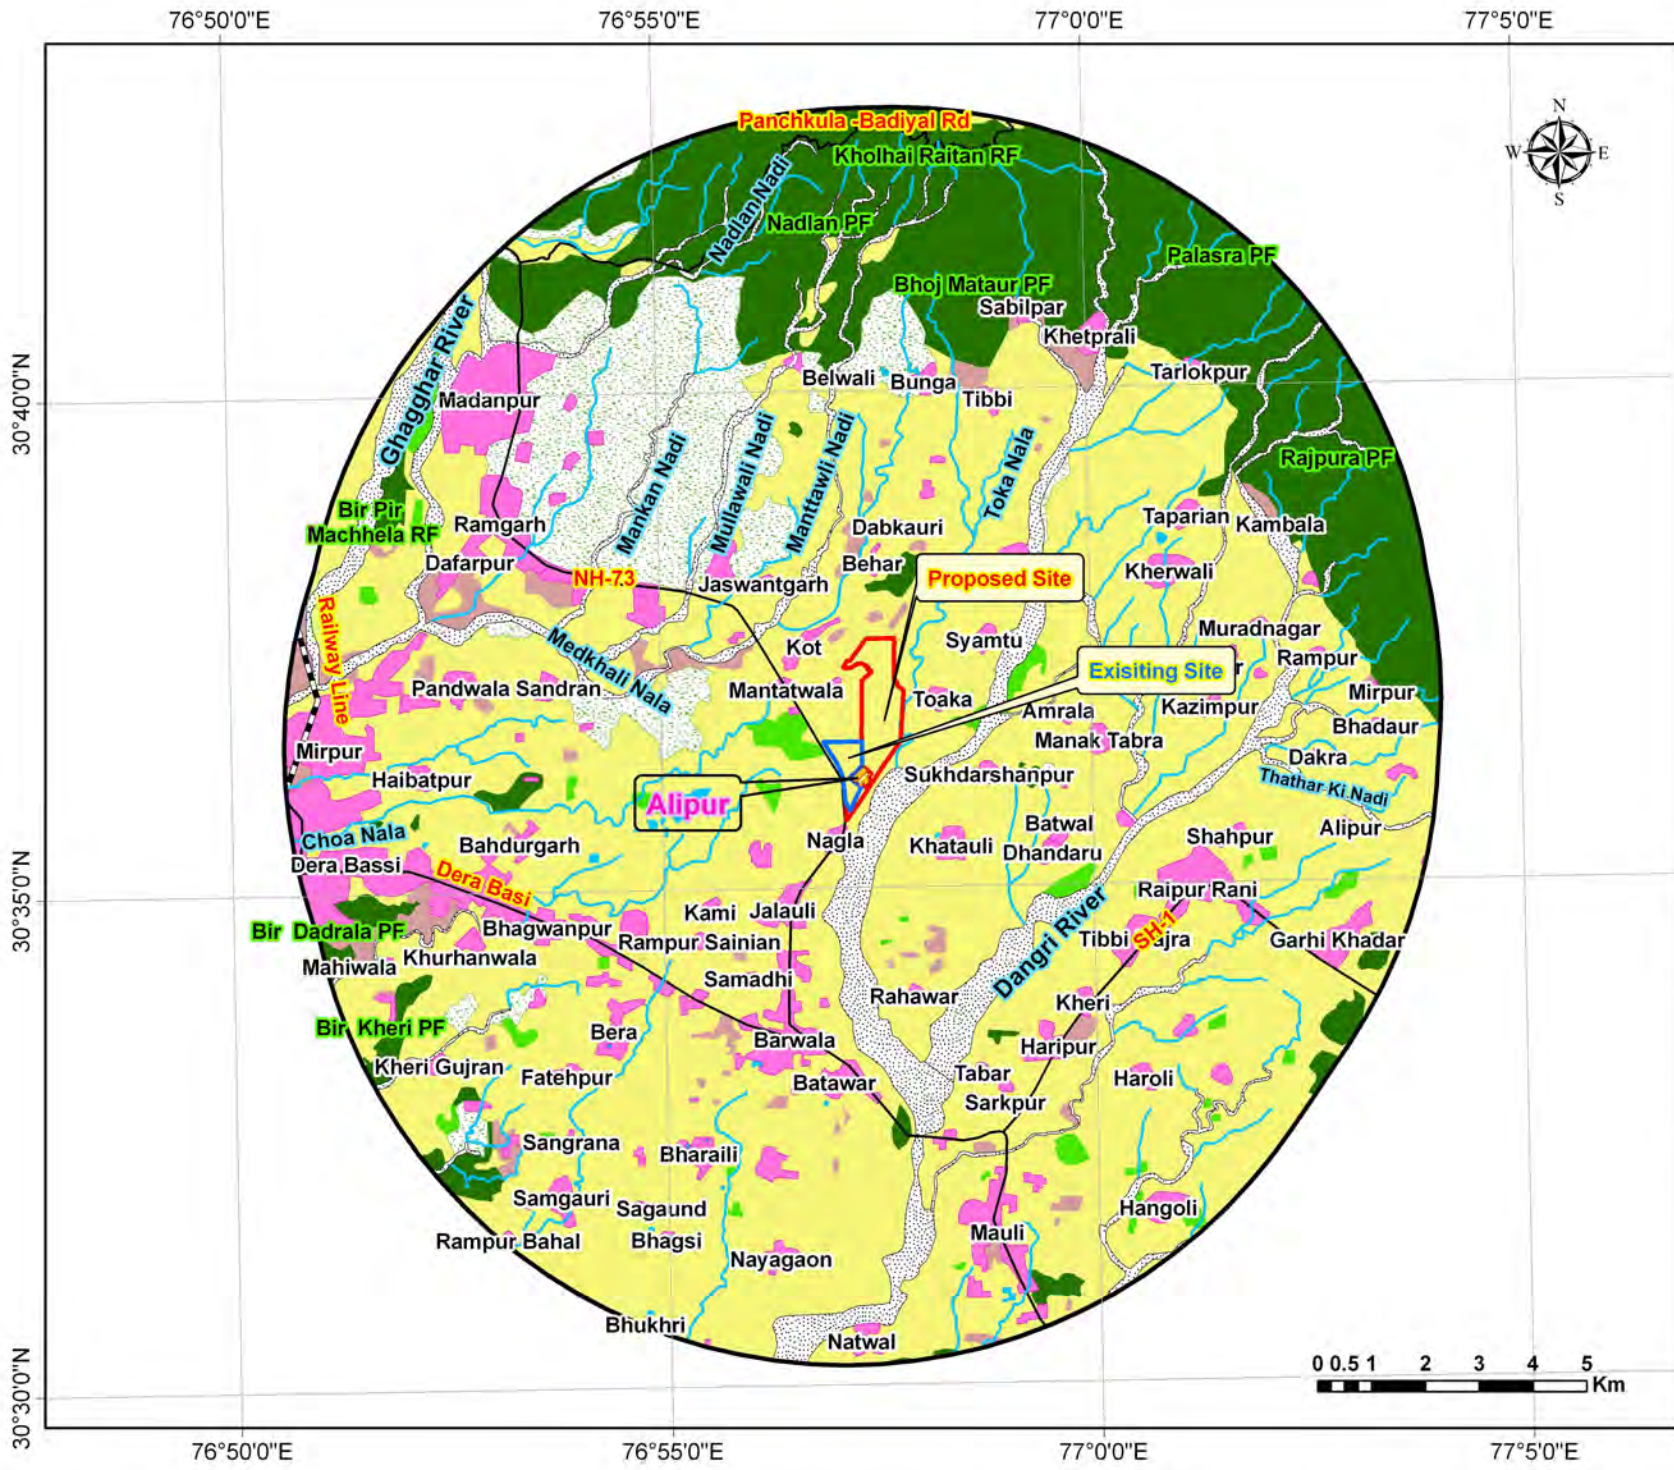 76°50'0"E
76°55'0"E
77°0'0"E
77°5'0"E
Panchkula -Badiyal Rd
N
W
E
S
Kholhai Raitan RF
Nadlan Nadi
Nadlan PF
Palasra PF
Bhoj Mataur PF
Sabilpar
Khetprali
Ghagghar River
30°40'0"N
Madanpur
Belwali
Bunga
Tibbi
Tarlokpur
Mankan Nadi
Mullawali Nadi
Manttawli Nadi
Toka Nala
Rajpura PF
Bir Pir
Machhela RF
Ramgarh
Dabkauri
Taparian
Kambala
Dafarpur
NH-73
Jaswantgarh
Behar
Proposed Site
Kherwali
Railway Line
Medkhali Nala
Kot
Syamtu
Muradnagar
Rampur
Exisiting Site
r
Pandwala Sandran
Mantatwala
Toaka
Amrala
Kazimpur
Mirpur
Bhadaur
Mirpur
Manak Tabra
Dakra
Haibatpur
Sukhdarshanpur
Thathar Ki Nadi
Alipur
Choa Nala
Bahdurgarh
Nagla
Khatauli
Batwal
Dhandaru
Shahpur
Alipur
Dera Bassi
Dera Basi
Raipur Rani
30°35'0"N
Kami
Jalauli
Dangri River
Bir Dadrala PF
Bhagwanpur
Rampur Sainian
Tibbi
SH-1
jra
Garhi Khadar
Mahiwala
Khurhanwala
Samadhi
Rahawar
Kheri
Bir Kheri PF
Bera
Barwala
Haripur
Kheri Gujran
Fatehpur
Batawar
Tabar
Haroli
Sarkpur
Sangrana
Bharaili
Samgauri
Sagaund
Hangoli
Rampur Bahal
Bhagsi
Nayagaon
Mauli
Bhukhri
Natwal
0 0.5 1 2 3 4 5
Km
30°30'0"N
76°50'0"E
76°55'0"E
77°0'0"E
77°5'0"E